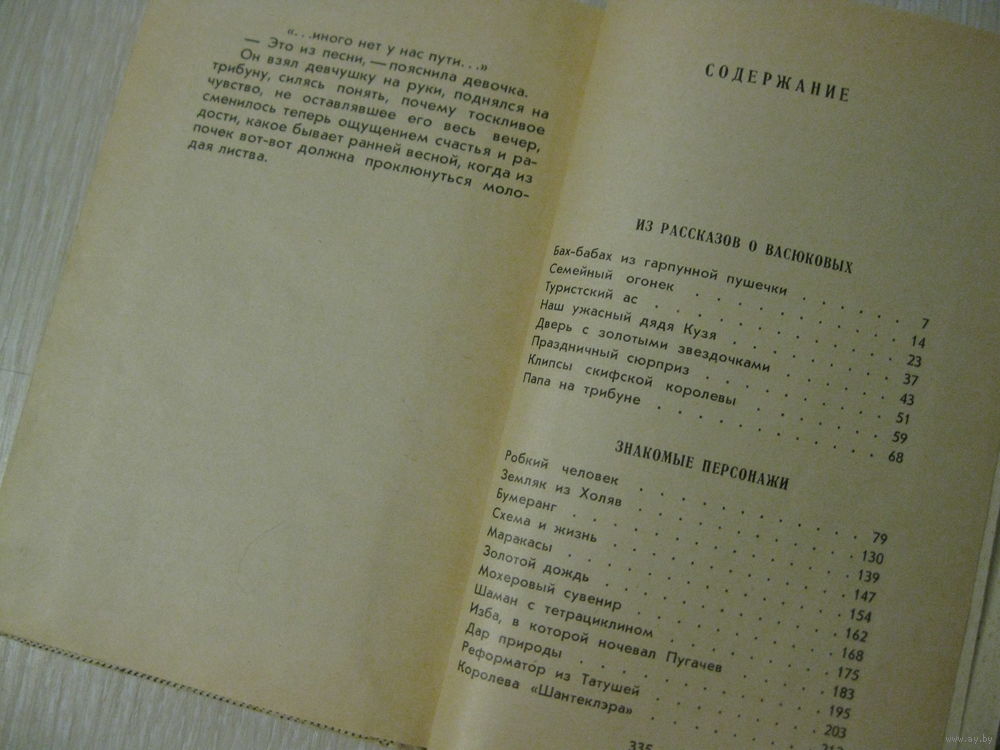 «...иного нет у нас пути...»
— Это из песни, — пояснила девочка.
Он взял девчушку на руки, поднялся на
трибуну, силясь понять, почему тоскливое
чувство, не оставлявшее его весь вечер,
сменилось теперь ощущением счастья и ра-
дости, какое бывает ранней весной, когда из
почек вот-вот должна проклюнуться моло-
дая листва.
СОДЕРЖАНИЕ
ИЗ РАССКАЗОВ О ВАСЮКОВЫХ
Бах-бабах из гарпунной пушечки . . . . . . 7
Семейный огонек . . . . . . . . . . 14
Туристский ас . . . . . . . . . . 23
Наш ужасный дядя Кузя . . . . . . . . 37
Дверь с золотыми звездочками . . . . . . 43
Праздничный сюрприз . . . . . . . . 51
Клипсы скифской королевы . . . . . . . 59
Папа на трибуне . . . . . . . . . . 68
ЗНАКОМЫЕ ПЕРСОНАЖИ
Робкий человек . . . . . . . . . . 79
Земляк из Холяв . . . . . . . . . . 130
Бумеранг . . . . . . . . . . . . 139
Схема и жизнь . . . . . . . . . . 147
Маракасы . . . . . . . . . . . . 154
Золотой дождь . . . . . . . . . . 162
Мохеровый сувенир . . . . . . . . . 168
Шаман с тетрациклином . . . . . . . . 175
Изба, в которой ночевал Пугачев . . . . . 183
Дар природы . . . . . . . . . . . 195
Реформатор из Татушей . . . . . . . . 203
Королева «Шантеклэра» . . . . . . . .
335
www.ay.by